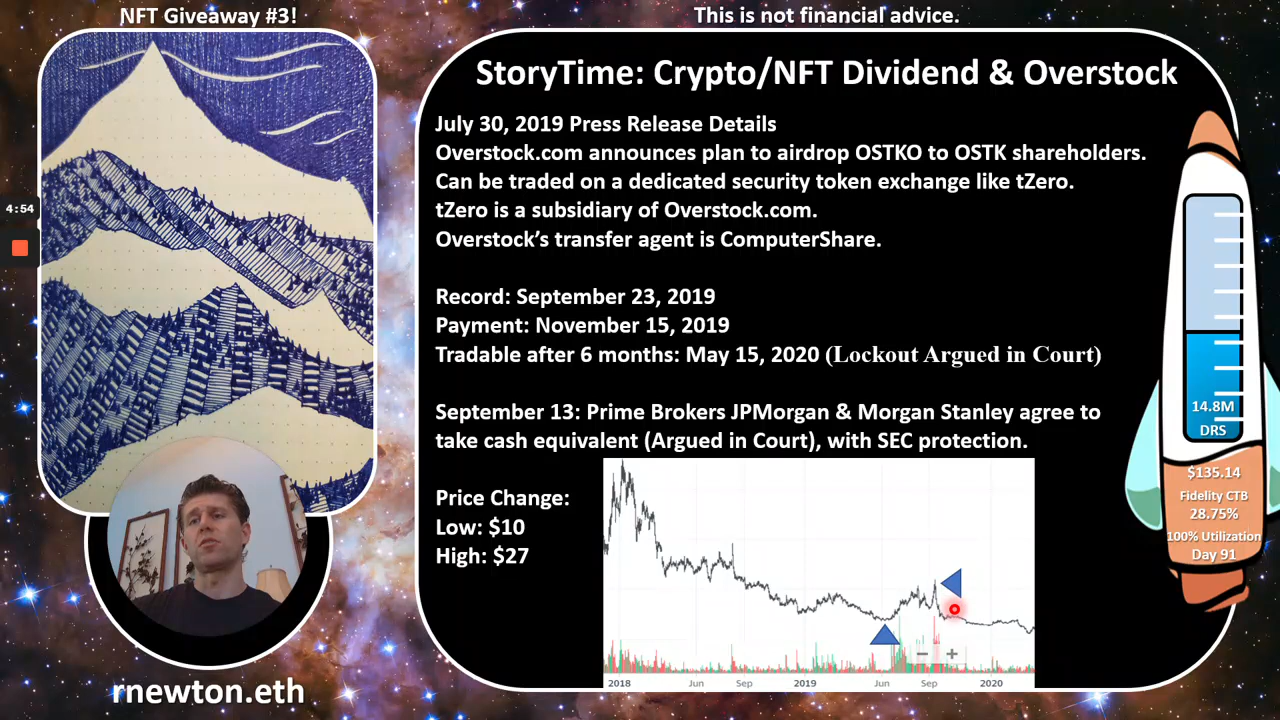 NFT Giveaway #3!
This is not financial advice.
StoryTime: Crypto/NFT Dividend & Overstock
July 30, 2019 Press Release Details
Overstock.com announces plan to airdrop OSTKO to OSTK shareholders.
Can be traded on a dedicated security token exchange like tZero.
tZero is a subsidiary of Overstock.com.
Overstock’s transfer agent is ComputerShare.
Record: September 23, 2019
Payment: November 15, 2019
Tradable after 6 months: May 15, 2020 (Lockout Argued in Court)
September 13: Prime Brokers JPMorgan & Morgan Stanley agree to
take cash equivalent (Argued in Court), with SEC protection.
Price Change:
Low: $10
High: $27
2018 Jun Sep 2019 Jun Sep 2020
4:54
14.8M
DRS
$135.14
Fidelity CTB
28.75%
100% Utilization
Day 91
rnewton.eth